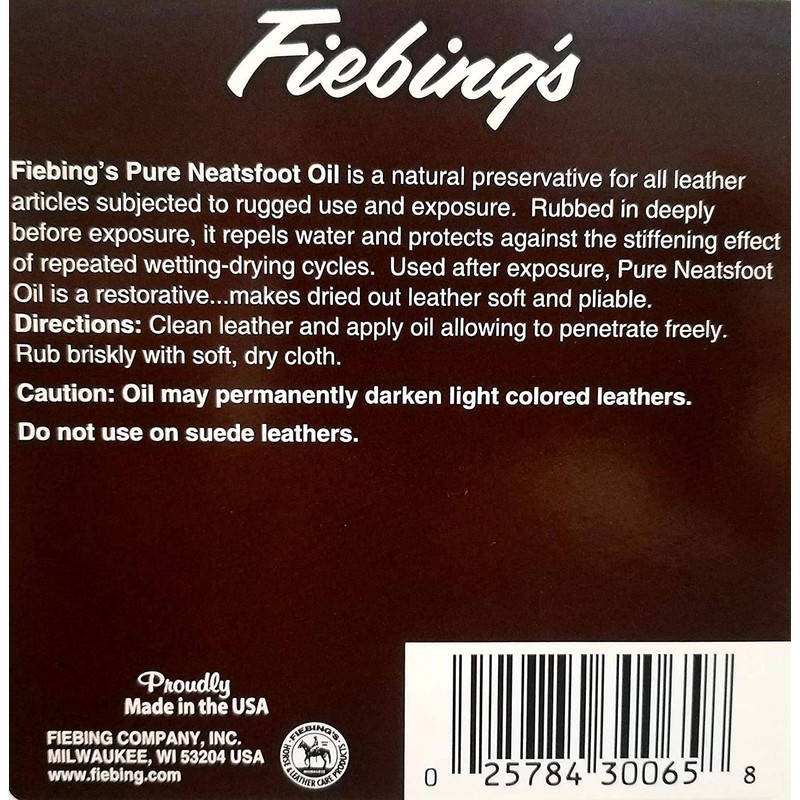 Fiebing's
Fiebing's Pure Neatsfoot Oil is a natural preservative for all leather
articles subjected to rugged use and exposure.  Rubbed in deeply
before exposure, it repels water and protects against the stiffening effect
of repeated wetting-drying cycles.  Used after exposure, Pure Neatsfoot
Oil is a restorative...makes dried out leather soft and pliable.
Directions: Clean leather and apply oil allowing to penetrate freely.
Rub briskly with soft, dry cloth.
Caution: Oil may permanently darken light colored leathers.
Do not use on suede leathers.
Proudly
Made in the USA
FIEBING COMPANY, INC.
MILWAUKEE, WI 53204 USA
www.fiebing.com
FIEBING'S
HORSE & LEATHER CARE PRODUCTS
0 25784 30065 8